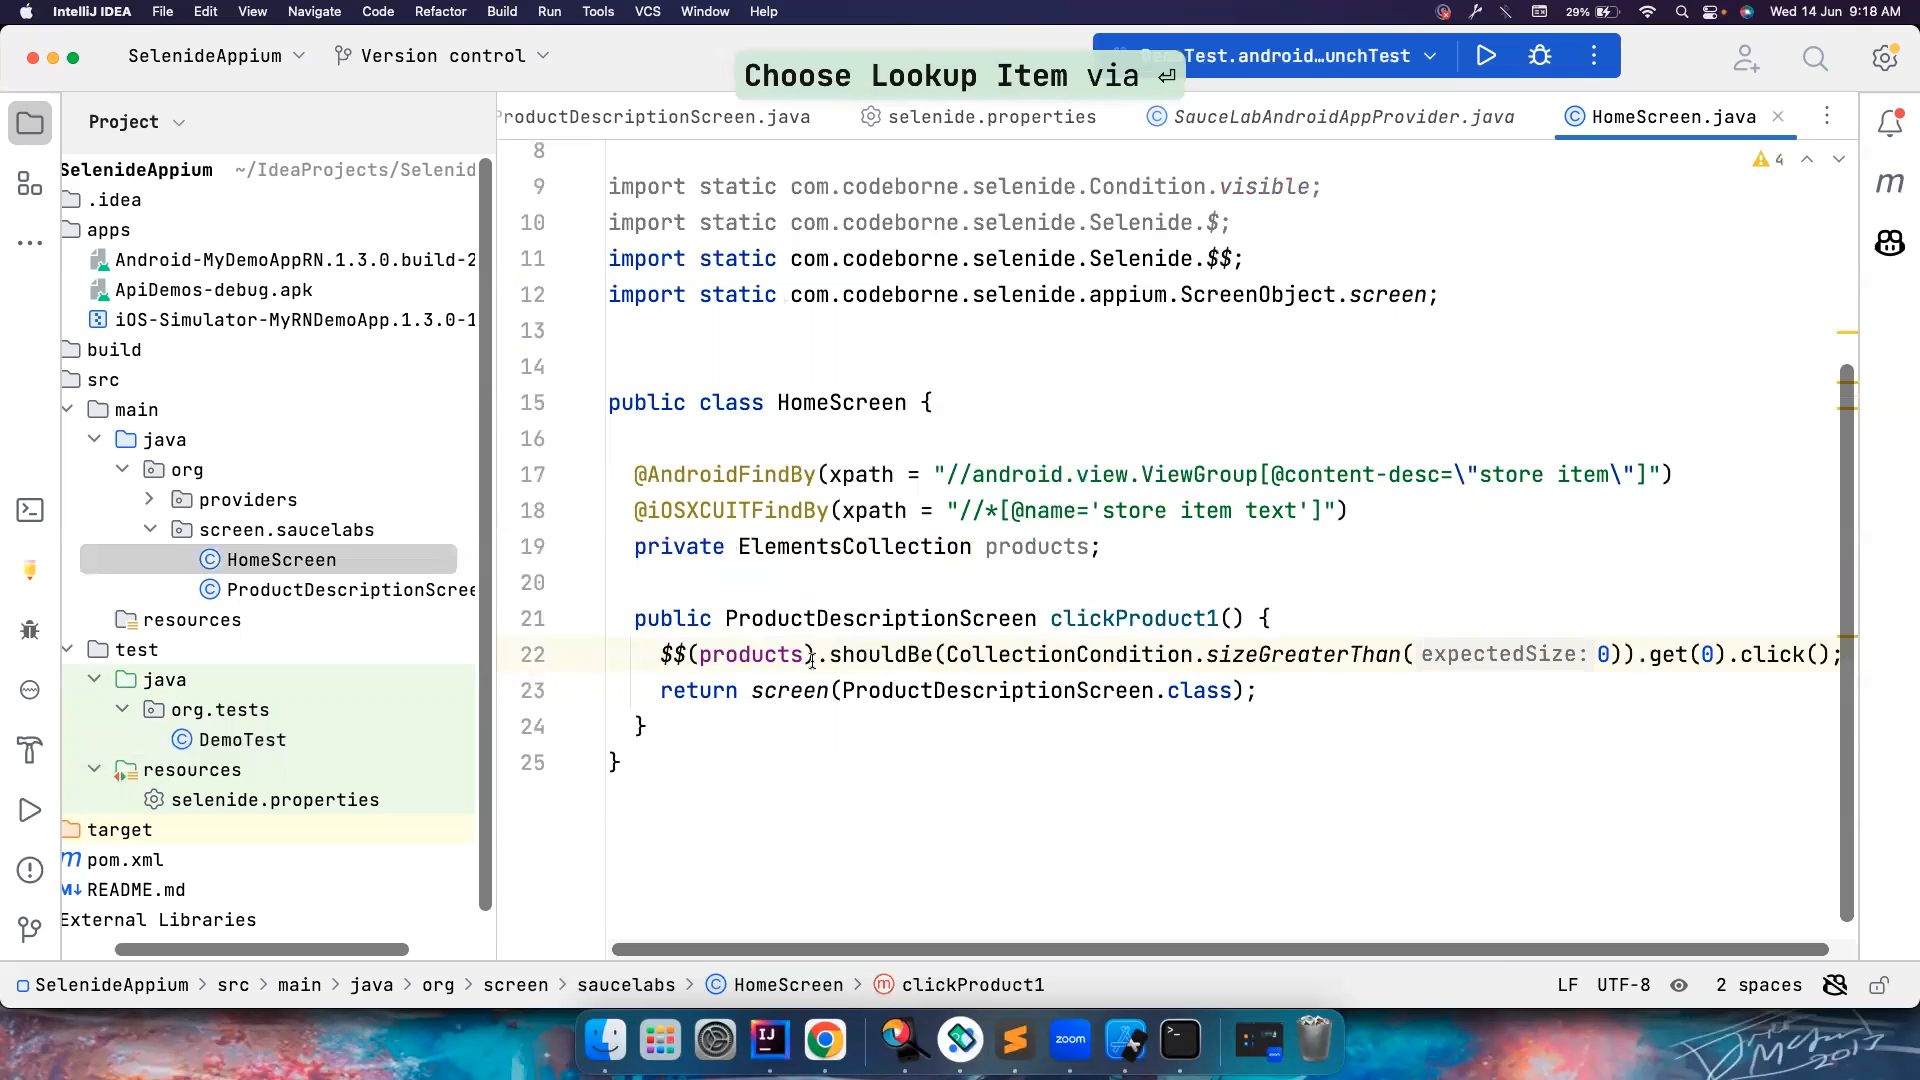 IntelliJ IDEA File Edit View Navigate Code Refactor Build Run Tools VCS Window Help 29% Wed 14 Jun 9:18 AM
SelenideAppium Version control Test.android...unchTest
Choose Lookup Item via ⏎
Project
roductDescriptionScreen.java selenide.properties SauceLabAndroidAppProvider.java HomeScreen.java
SelenideAppium ~/IdeaProjects/Selenid
.idea
apps
Android-MyDemoAppRN.1.3.0.build-2
ApiDemos-debug.apk
iOS-Simulator-MyRNDemoApp.1.3.0-1
build
src
main
java
org
providers
screen.saucelabs
HomeScreen
ProductDescriptionScree
resources
test
java
org.tests
DemoTest
resources
selenide.properties
target
pom.xml
README.md
External Libraries
4
8
9 import static com.codeborne.selenide.Condition.visible;
10 import static com.codeborne.selenide.Selenide.$;
11 import static com.codeborne.selenide.Selenide.$$;
12 import static com.codeborne.selenide.appium.ScreenObject.screen;
13
14
15 public class HomeScreen {
16
17 @AndroidFindBy(xpath = "//android.view.ViewGroup[@content-desc=\"store item\"]")
18 @iOSXCUITFindBy(xpath = "//*[@name='store item text']")
19 private ElementsCollection products;
20
21 public ProductDescriptionScreen clickProduct1() {
22 $$(products).shouldBe(CollectionCondition.sizeGreaterThan( expectedSize: 0)).get(0).click();
23 return screen(ProductDescriptionScreen.class);
24 }
25 }
SelenideAppium > src > main > java > org > screen > saucelabs > HomeScreen > clickProduct1 LF UTF-8 2 spaces
zoom